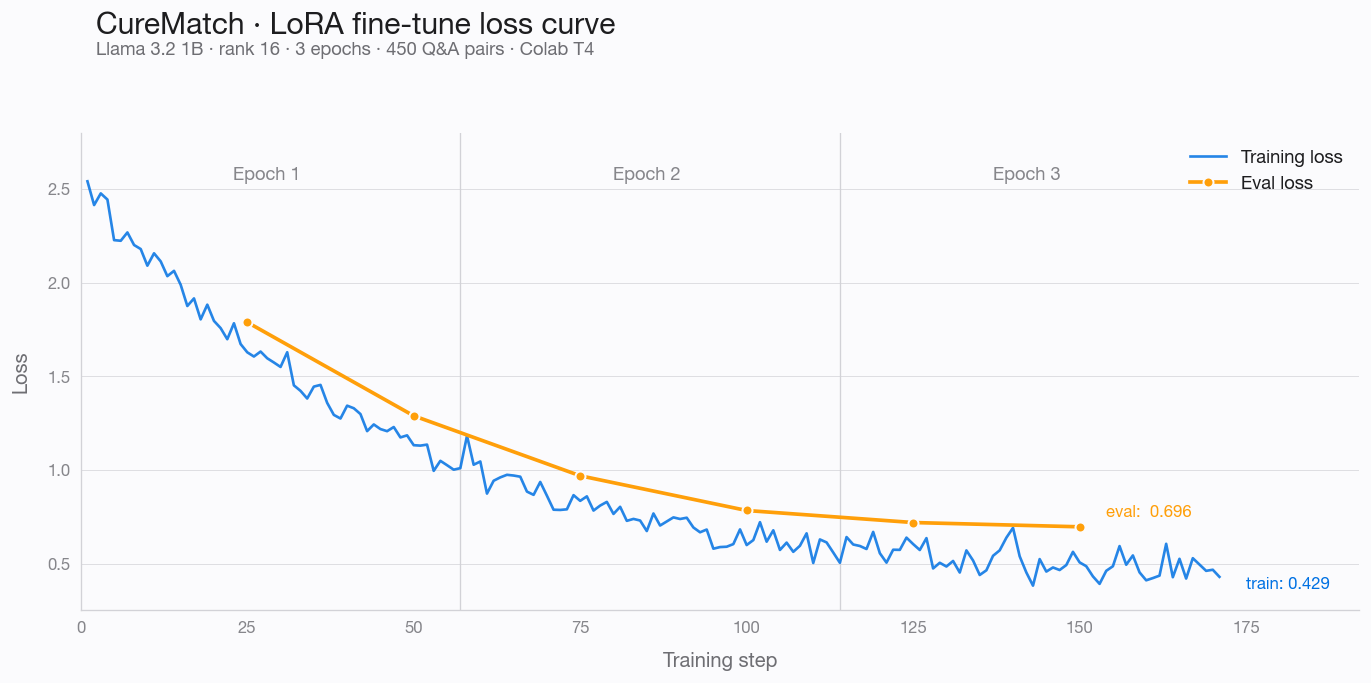 CureMatch · LoRA fine-tune loss curve
Llama 3.2 1B · rank 16 · 3 epochs · 450 Q&A pairs · Colab T4
Epoch 1
Epoch 2
Epoch 3
Training loss
Eval loss
2.5
2.0
1.5
1.0
0.5
Loss
eval: 0.696
train: 0.429
0 25 50 75 100 125 150 175
Training step